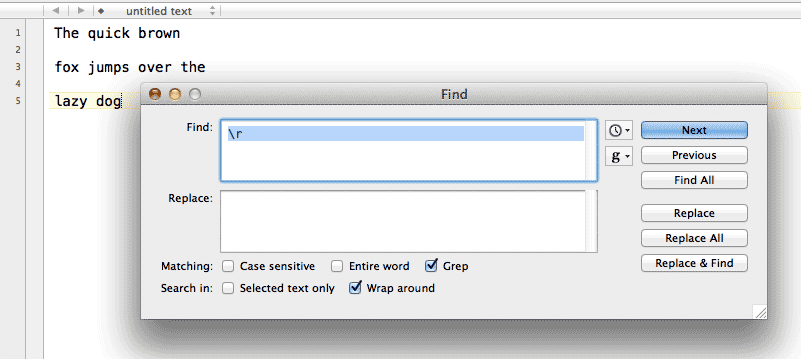 untitled text
1 The quick brown
2
3 fox jumps over the
4
5 lazy dog
Find
Find: \r
g
Next
Previous
Find All
Replace:
Replace
Replace All
Replace & Find
Matching: Case sensitive Entire word Grep
Search in: Selected text only Wrap around